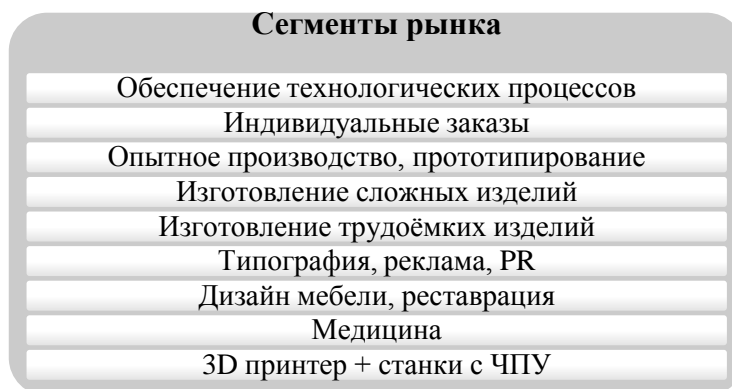 Сегменты рынка
Обеспечение технологических процессов
Индивидуальные заказы
Опытное производство, прототипирование
Изготовление сложных изделий
Изготовление трудоёмких изделий
Типография, реклама, PR
Дизайн мебели, реставрация
Медицина
3D принтер + станки с ЧПУ